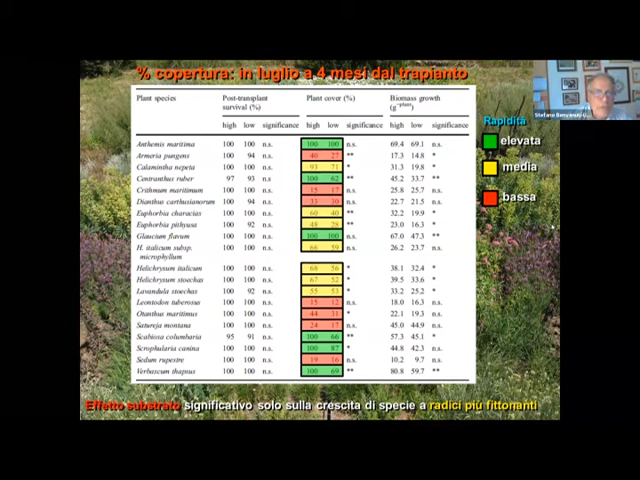 % copertura: in luglio a 4 mesi dal trapianto
Plant species Post-transplant survival (%) Plant cover (%) Biomass growth (g -plant)
high low significance high low significance high low significance
Anthemis maritima 100 100 n.s. 100 100 n.s. 69.4 69.1 n.s.
Armeria pungens 100 94 n.s. 40 27 ** 17.3 14.8 *
Calamintha nepeta 100 100 n.s. 93 71 * 31.3 19.8 *
Centranthus ruber 97 93 n.s. 100 62 ** 45.2 33.7 **
Crithmum maritimum 100 100 n.s. 15 17 n.s. 25.8 25.7 n.s.
Dianthus carthusianorum 100 94 n.s. 33 30 n.s. 22.7 21.5 n.s.
Euphorbia characias 100 100 n.s. 60 40 ** 32.2 19.9 *
Euphorbia pithyusa 100 92 n.s. 48 28 ** 23.0 16.3 *
Glaucium flavum 100 100 n.s. 100 100 n.s. 67.0 47.3 **
H. italicum subsp. microphyllum 100 100 n.s. 66 59 n.s. 26.2 23.7 n.s.
Helichrysum italicum 100 100 n.s. 68 56 * 38.1 32.4 *
Helichrysum stoechas 100 100 n.s. 67 52 * 39.5 33.6 *
Lavandula stoechas 100 92 n.s. 55 53 * 33.2 25.2 *
Leontodon tuberosus 100 100 n.s. 15 12 n.s. 18.0 16.3 n.s.
Otanthus maritimus 100 100 n.s. 44 31 * 22.1 19.3 n.s.
Satureja montana 100 100 n.s. 24 17 n.s. 45.0 44.9 n.s.
Scabiosa columbaria 95 91 n.s. 100 66 ** 57.3 45.1 *
Scrophularia canina 100 100 n.s. 100 87 * 44.8 42.3 n.s.
Sedum rupestre 100 100 n.s. 19 16 n.s. 10.2 9.7 n.s.
Verbascum thapsus 100 100 n.s. 100 69 ** 80.8 59.7 **
Rapidità
elevata
media
bassa
Effetto substrato significativo solo sulla crescita di specie a radici più fittonanti